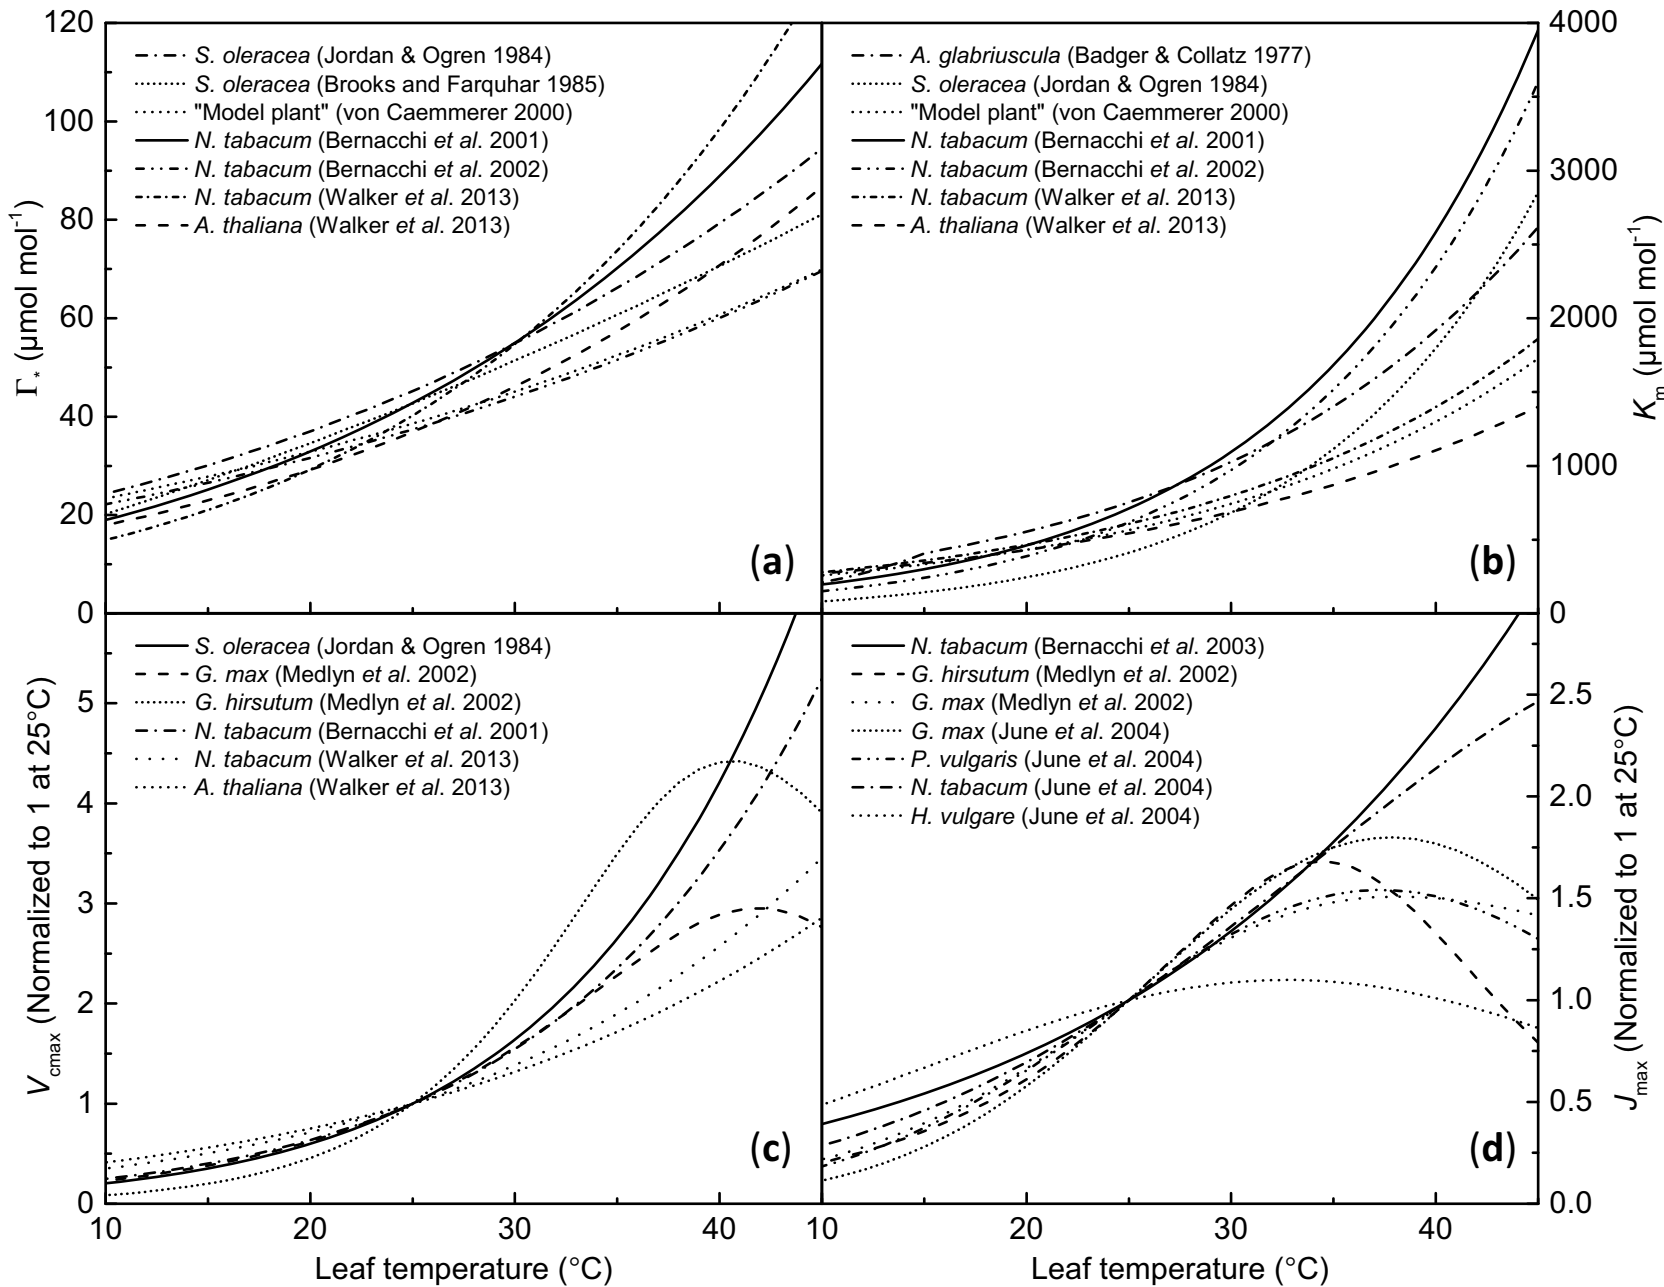 120
100
80
60
40
20
0
Γ* (µmol mol⁻¹)
S. oleracea (Jordan & Ogren 1984)
S. oleracea (Brooks and Farquhar 1985)
"Model plant" (von Caemmerer 2000)
N. tabacum (Bernacchi et al. 2001)
N. tabacum (Bernacchi et al. 2002)
N. tabacum (Walker et al. 2013)
A. thaliana (Walker et al. 2013)
(a)
A. glabriuscula (Badger & Collatz 1977)
S. oleracea (Jordan & Ogren 1984)
"Model plant" (von Caemmerer 2000)
N. tabacum (Bernacchi et al. 2001)
N. tabacum (Bernacchi et al. 2002)
N. tabacum (Walker et al. 2013)
A. thaliana (Walker et al. 2013)
(b)
4000
3000
2000
1000
0
Km (µmol mol⁻¹)
5
4
3
2
1
0
Vcmax (Normalized to 1 at 25°C)
S. oleracea (Jordan & Ogren 1984)
G. max (Medlyn et al. 2002)
G. hirsutum (Medlyn et al. 2002)
N. tabacum (Bernacchi et al. 2001)
N. tabacum (Walker et al. 2013)
A. thaliana (Walker et al. 2013)
(c)
10 20 30 40
Leaf temperature (°C)
N. tabacum (Bernacchi et al. 2003)
G. hirsutum (Medlyn et al. 2002)
G. max (Medlyn et al. 2002)
G. max (June et al. 2004)
P. vulgaris (June et al. 2004)
N. tabacum (June et al. 2004)
H. vulgare (June et al. 2004)
(d)
2.5
2.0
1.5
1.0
0.5
0.0
Jmax (Normalized to 1 at 25°C)
10 20 30 40
Leaf temperature (°C)